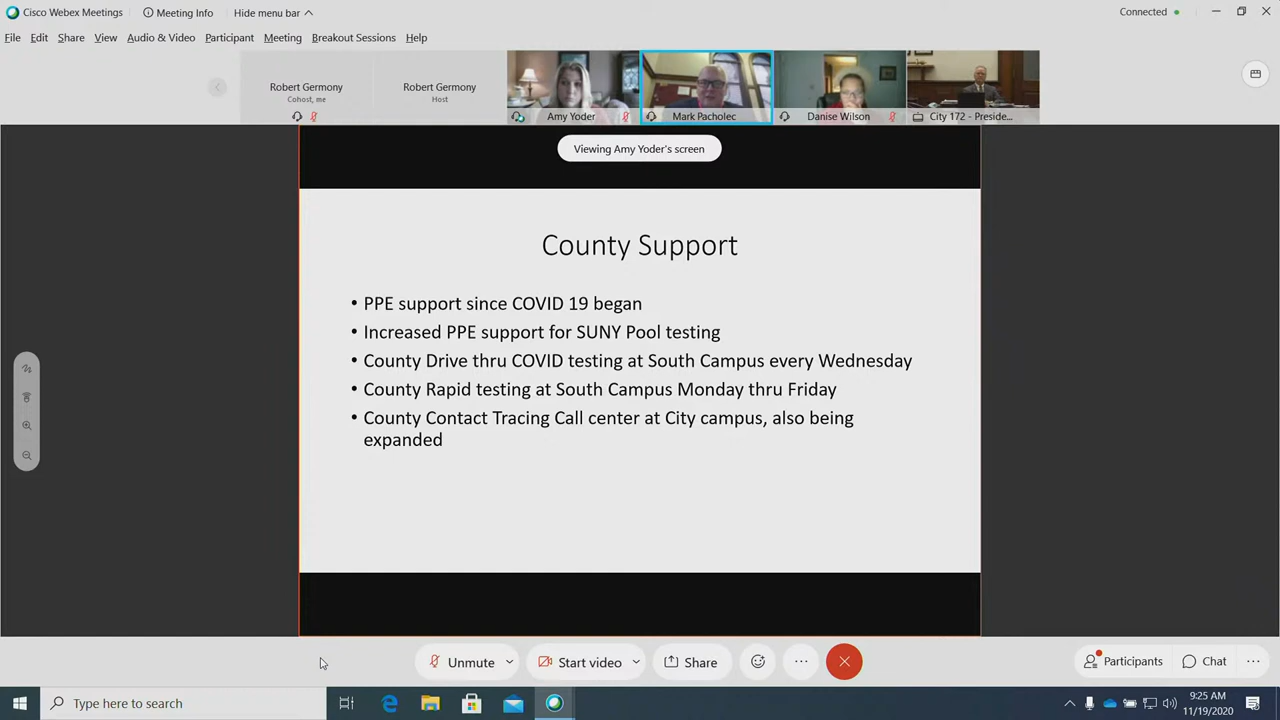 Cisco Webex Meetings
Meeting Info
Hide menu bar
Connected
File Edit Share View Audio & Video Participant Meeting Breakout Sessions Help
Robert Germony
Cohost, me
Robert Germony
Host
Amy Yoder
Mark Pacholec
Danise Wilson
City 172 - Preside...
Viewing Amy Yoder's screen
County Support
• PPE support since COVID 19 began
• Increased PPE support for SUNY Pool testing
• County Drive thru COVID testing at South Campus every Wednesday
• County Rapid testing at South Campus Monday thru Friday
• County Contact Tracing Call center at City campus, also being
expanded
Unmute
Start video
Share
Participants
Chat
Type here to search
9:25 AM
11/19/2020